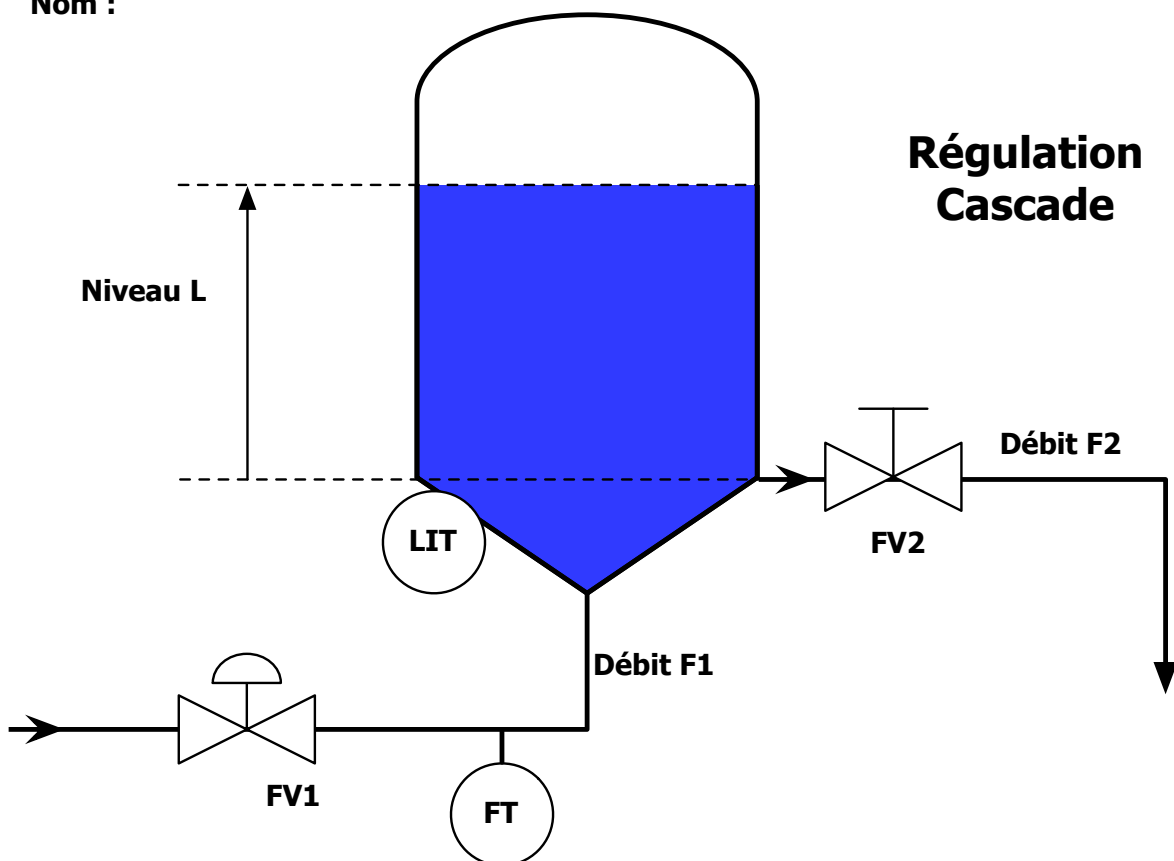 Nom :
Régulation
Cascade
Niveau L
Débit F2
LIT
FV2
Débit F1
FV1
FT